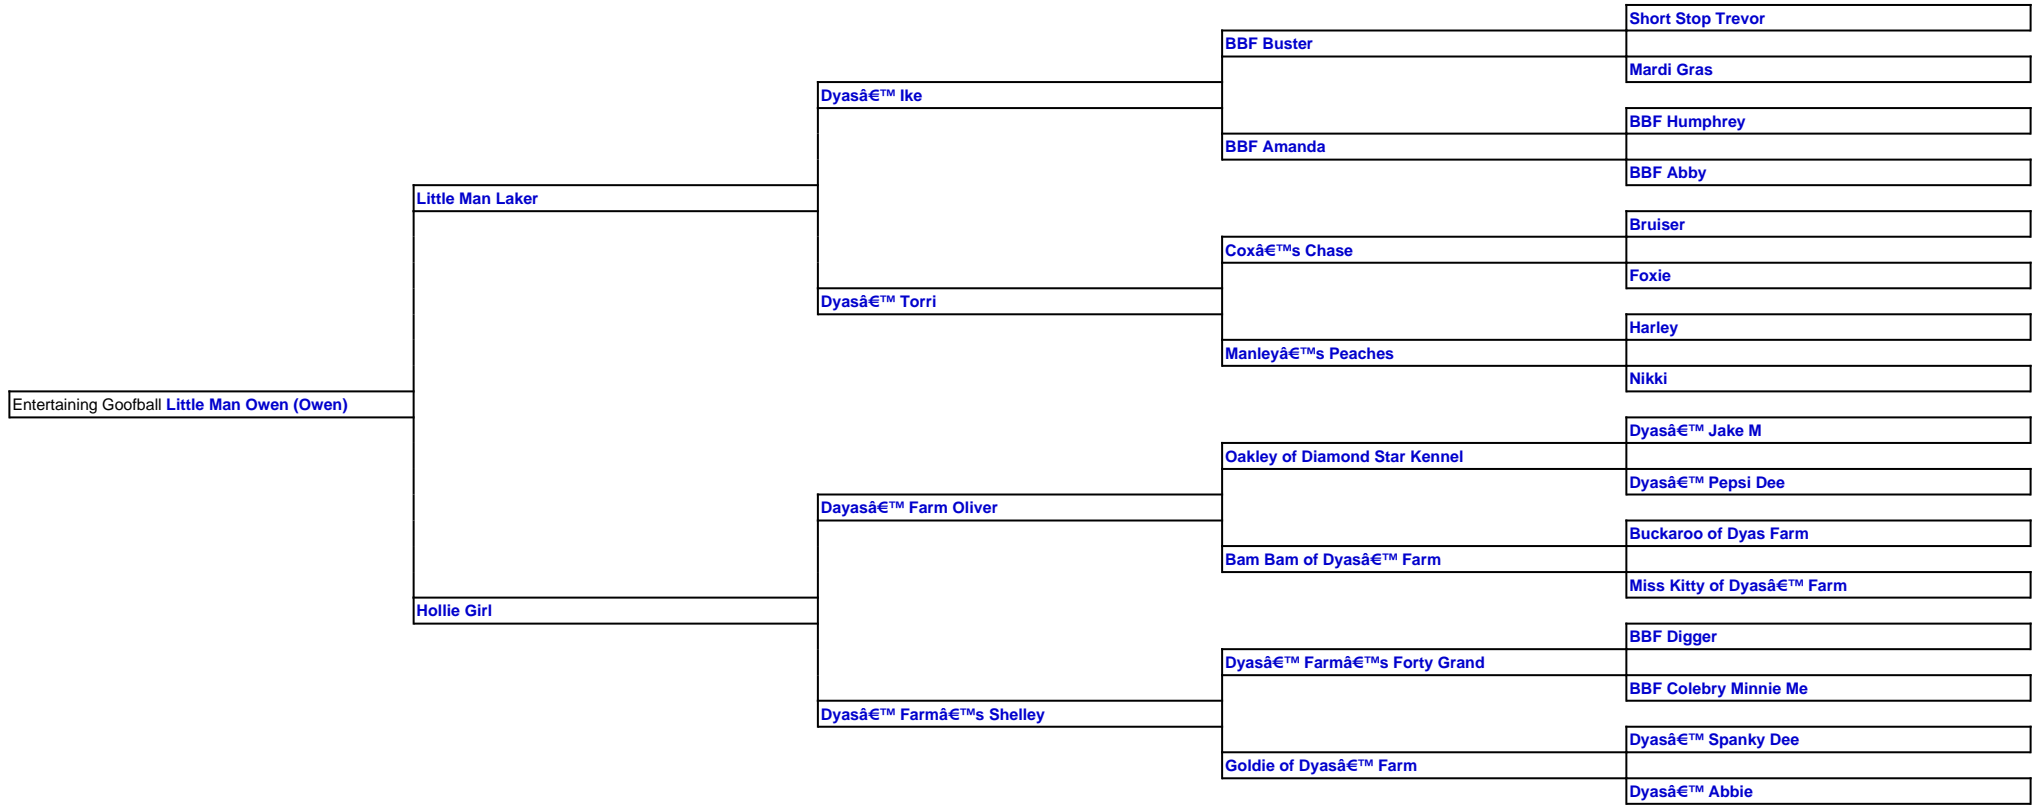 Short Stop Trevor
BBF Buster
Mardi Gras
Dyasâ€™ Ike
BBF Humphrey
BBF Amanda
BBF Abby
Little Man Laker
Bruiser
Coxâ€™s Chase
Foxie
Dyasâ€™ Torri
Harley
Manleyâ€™s Peaches
Nikki
Entertaining Goofball Little Man Owen (Owen)
Dyasâ€™ Jake M
Oakley of Diamond Star Kennel
Dyasâ€™ Pepsi Dee
Dayasâ€™ Farm Oliver
Buckaroo of Dyas Farm
Bam Bam of Dyasâ€™ Farm
Miss Kitty of Dyasâ€™ Farm
Hollie Girl
BBF Digger
Dyasâ€™ Farmâ€™s Forty Grand
BBF Colebry Minnie Me
Dyasâ€™ Farmâ€™s Shelley
Dyasâ€™ Spanky Dee
Goldie of Dyasâ€™ Farm
Dyasâ€™ Abbie